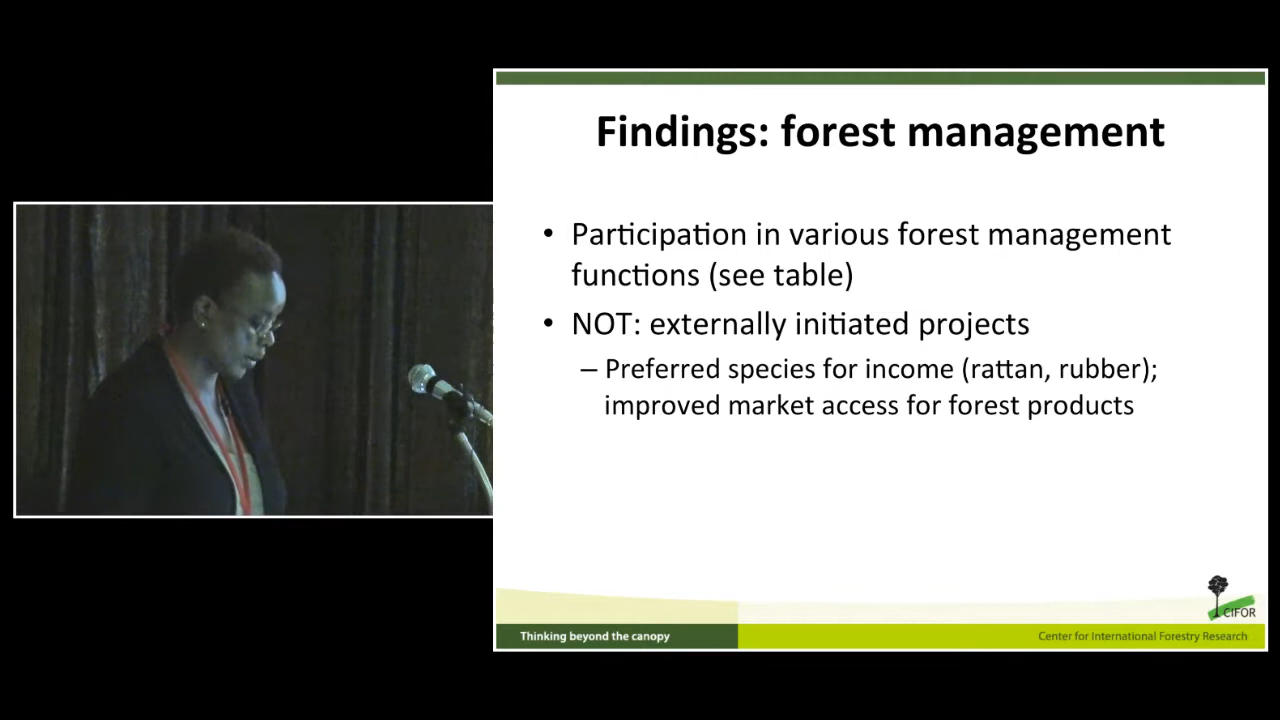 Findings: forest management
• Participation in various forest management
functions (see table)
• NOT: externally initiated projects
– Preferred species for income (rattan, rubber);
improved market access for forest products
CIFOR
Thinking beyond the canopy
Center for International Forestry Research